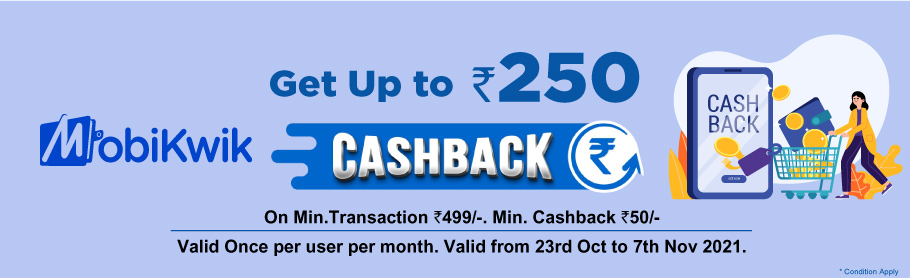 Get Up to ₹250
MobiKwik
CASHBACK ₹
On Min.Transaction ₹499/-. Min. Cashback ₹50/-
Valid Once per user per month. Valid from 23rd Oct to 7th Nov 2021.
CASH
BACK
* Condition Apply